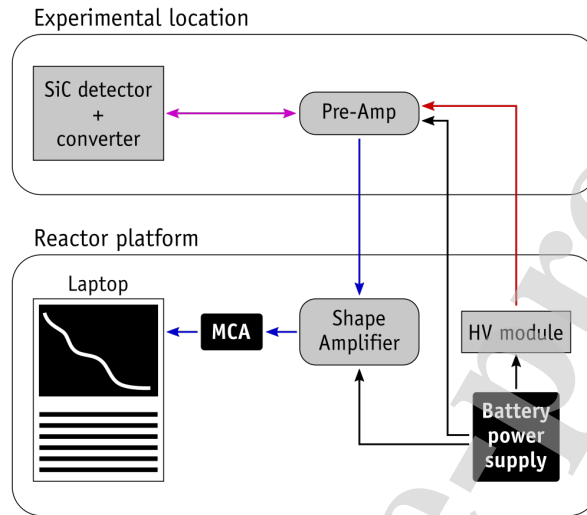 Experimental location
SiC detector
+
converter
Pre-Amp
Reactor platform
Laptop
MCA
Shape
Amplifier
HV module
Battery
power
supply